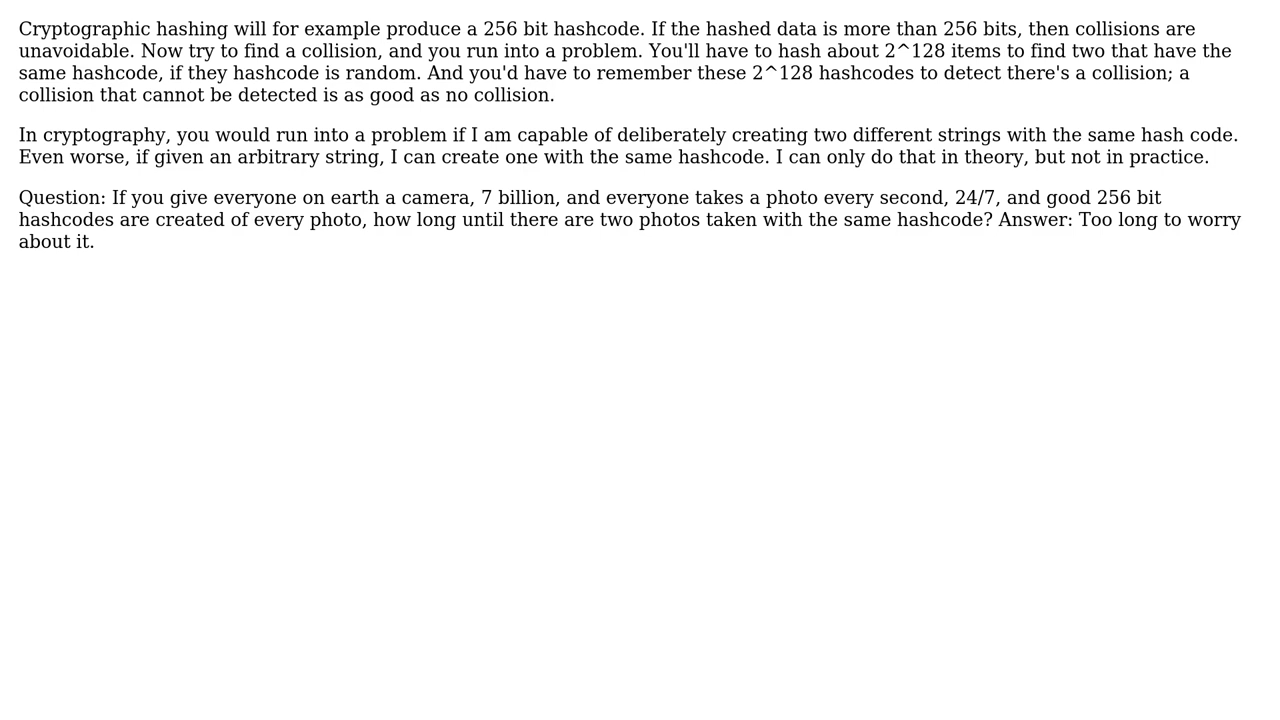 Cryptographic hashing will for example produce a 256 bit hashcode. If the hashed data is more than 256 bits, then collisions are
unavoidable. Now try to find a collision, and you run into a problem. You'll have to hash about 2^128 items to find two that have the
same hashcode, if they hashcode is random. And you'd have to remember these 2^128 hashcodes to detect there's a collision; a
collision that cannot be detected is as good as no collision.
In cryptography, you would run into a problem if I am capable of deliberately creating two different strings with the same hash code.
Even worse, if given an arbitrary string, I can create one with the same hashcode. I can only do that in theory, but not in practice.
Question: If you give everyone on earth a camera, 7 billion, and everyone takes a photo every second, 24/7, and good 256 bit
hashcodes are created of every photo, how long until there are two photos taken with the same hashcode? Answer: Too long to worry
about it.